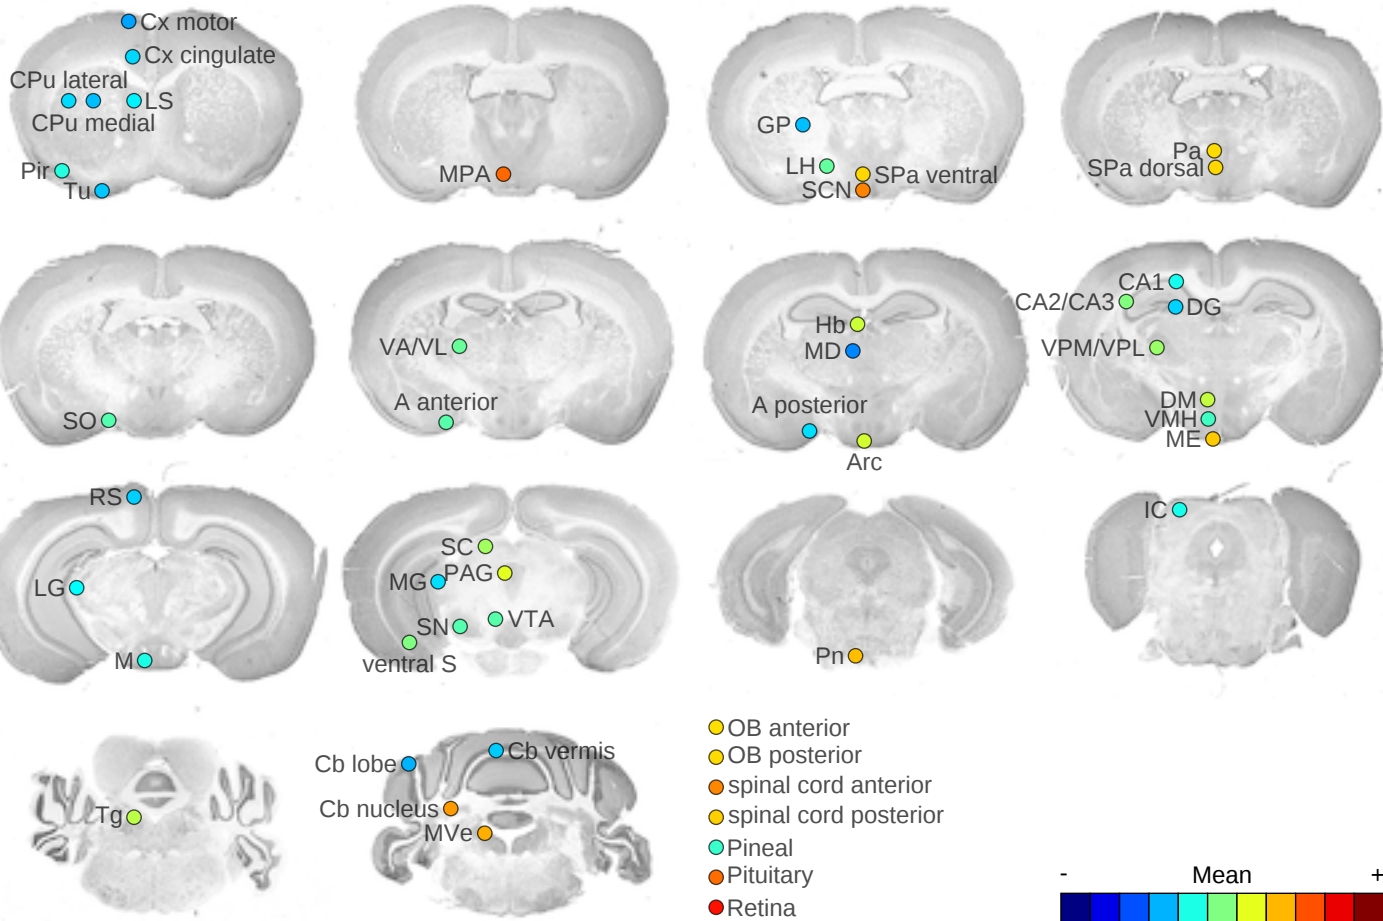 Cx motor
Cx cingulate
CPu lateral
LS
CPu medial
Pir
Tu
MPA
GP
LH
SPa ventral
SCN
Pa
SPa dorsal
SO
VA/VL
A anterior
Hb
MD
A posterior
Arc
CA1
CA2/CA3
DG
VPM/VPL
DM
VMH
ME
RS
LG
M
SC
MG
PAG
SN
VTA
ventral S
Pn
IC
Tg
Cb lobe
Cb vermis
Cb nucleus
MVe
OB anterior
OB posterior
spinal cord anterior
spinal cord posterior
Pineal
Pituitary
Retina
- Mean +